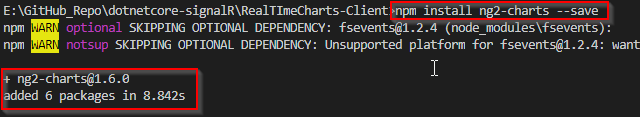 E:\GitHub_Repo\dotnetcore-signalR\RealTImeCharts-Client>npm install ng2-charts --save
npm WARN optional SKIPPING OPTIONAL DEPENDENCY: fsevents@1.2.4 (node_modules\fsevents):
npm WARN notsup SKIPPING OPTIONAL DEPENDENCY: Unsupported platform for fsevents@1.2.4: want
+ ng2-charts@1.6.0
added 6 packages in 8.842s